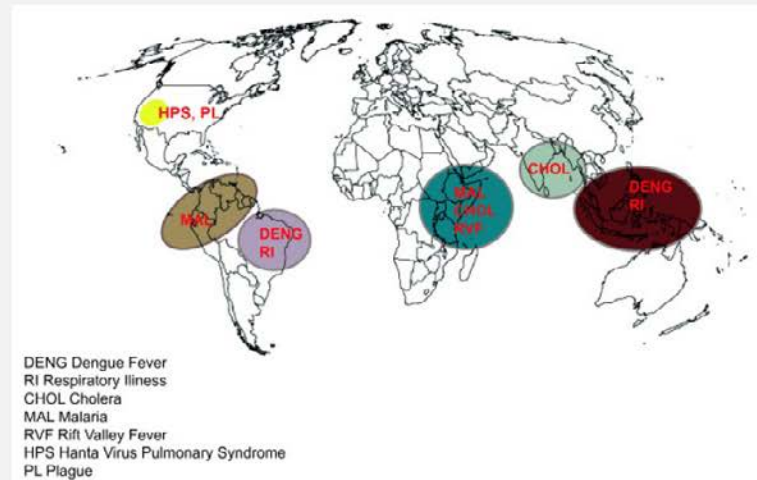 HPS, PL
MAL
DENG
RI
MAL
CHOL
RVF
CHOL
DENG
RI
DENG Dengue Fever
RI Respiratory Iliness
CHOL Cholera
MAL Malaria
RVF Rift Valley Fever
HPS Hanta Virus Pulmonary Syndrome
PL Plague